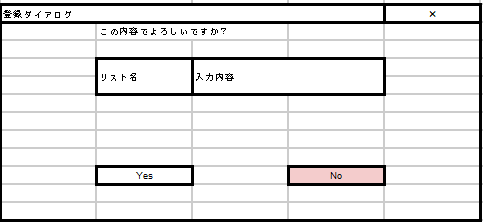 登録ダイアログ ×
この内容でよろしいですか?
リスト名 入力内容
Yes No